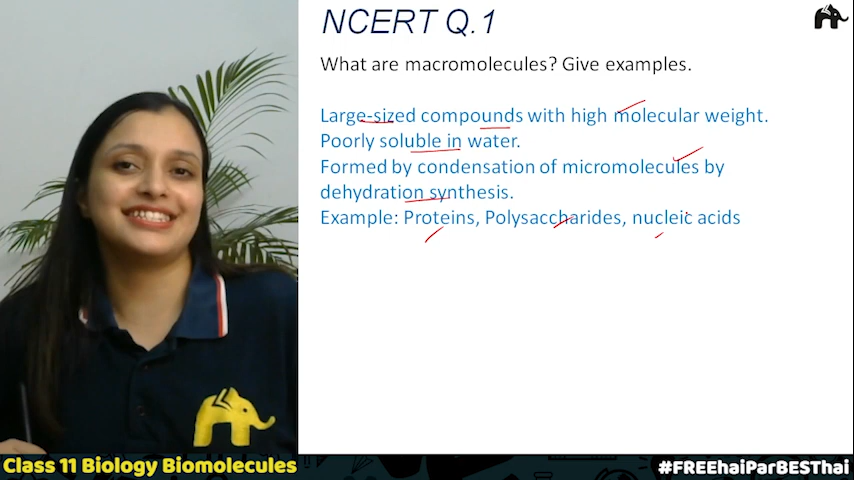 NCERT Q.1
What are macromolecules? Give examples.
Large-sized compounds with high molecular weight.
Poorly soluble in water.
Formed by condensation of micromolecules by
dehydration synthesis.
Example: Proteins, Polysaccharides, nucleic acids
Class 11 Biology Biomolecules
#FREEhaiParBESThai